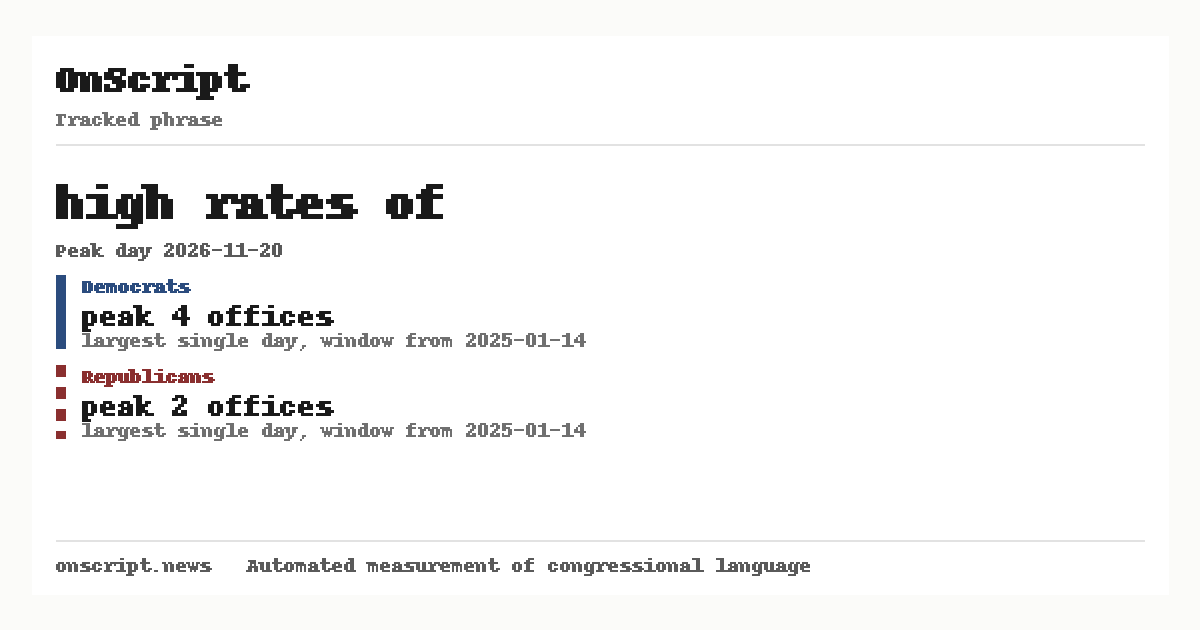 OnScript
Tracked phrase
high rates of
Peak day 2026-11-20
Democrats
peak 4 offices
largest single day, window from 2025-01-14
Republicans
peak 2 offices
largest single day, window from 2025-01-14
onscript.news Automated measurement of congressional language